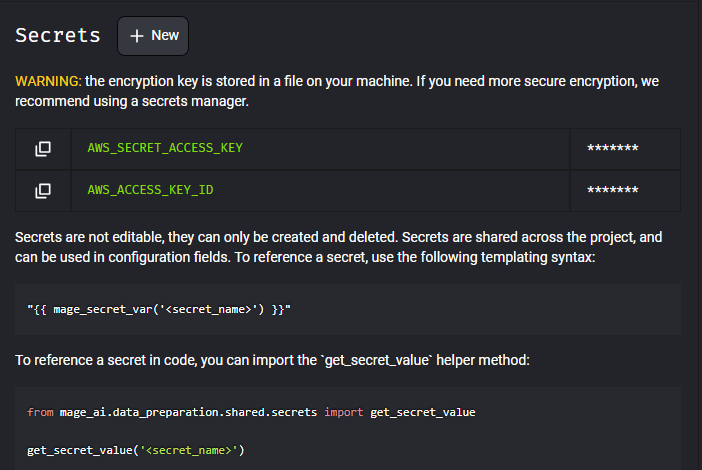 Secrets + New
WARNING: the encryption key is stored in a file on your machine. If you need more secure encryption, we
recommend using a secrets manager.
AWS_SECRET_ACCESS_KEY *******
AWS_ACCESS_KEY_ID *******
Secrets are not editable, they can only be created and deleted. Secrets are shared across the project, and
can be used in configuration fields. To reference a secret, use the following templating syntax:
"{{ mage_secret_var('<secret_name>') }}"
To reference a secret in code, you can import the `get_secret_value` helper method:
from mage_ai.data_preparation.shared.secrets import get_secret_value
get_secret_value('<secret_name>')